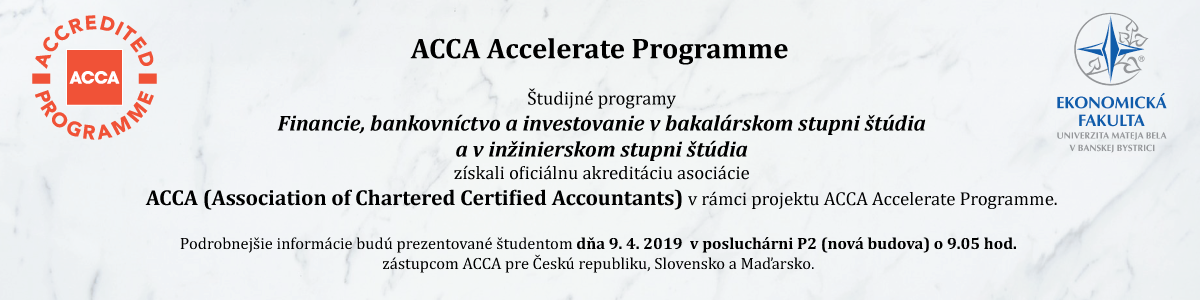 ACCREDITED
ACCA
PROGRAMME
ACCA Accelerate Programme
Študijné programy
Financie, bankovníctvo a investovanie v bakalárskom stupni štúdia
a v inžinierskom stupni štúdia
získali oficiálnu akreditáciu asociácie
ACCA (Association of Chartered Certified Accountants) v rámci projektu ACCA Accelerate Programme.
Podrobnejšie informácie budú prezentované študentom dňa 9. 4. 2019 v posluchárni P2 (nová budova) o 9.05 hod.
zástupcom ACCA pre Českú republiku, Slovensko a Maďarsko.
®
EKONOMICKÁ
FAKULTA
UNIVERZITA MATEJA BELA
V BANSKEJ BYSTRICI